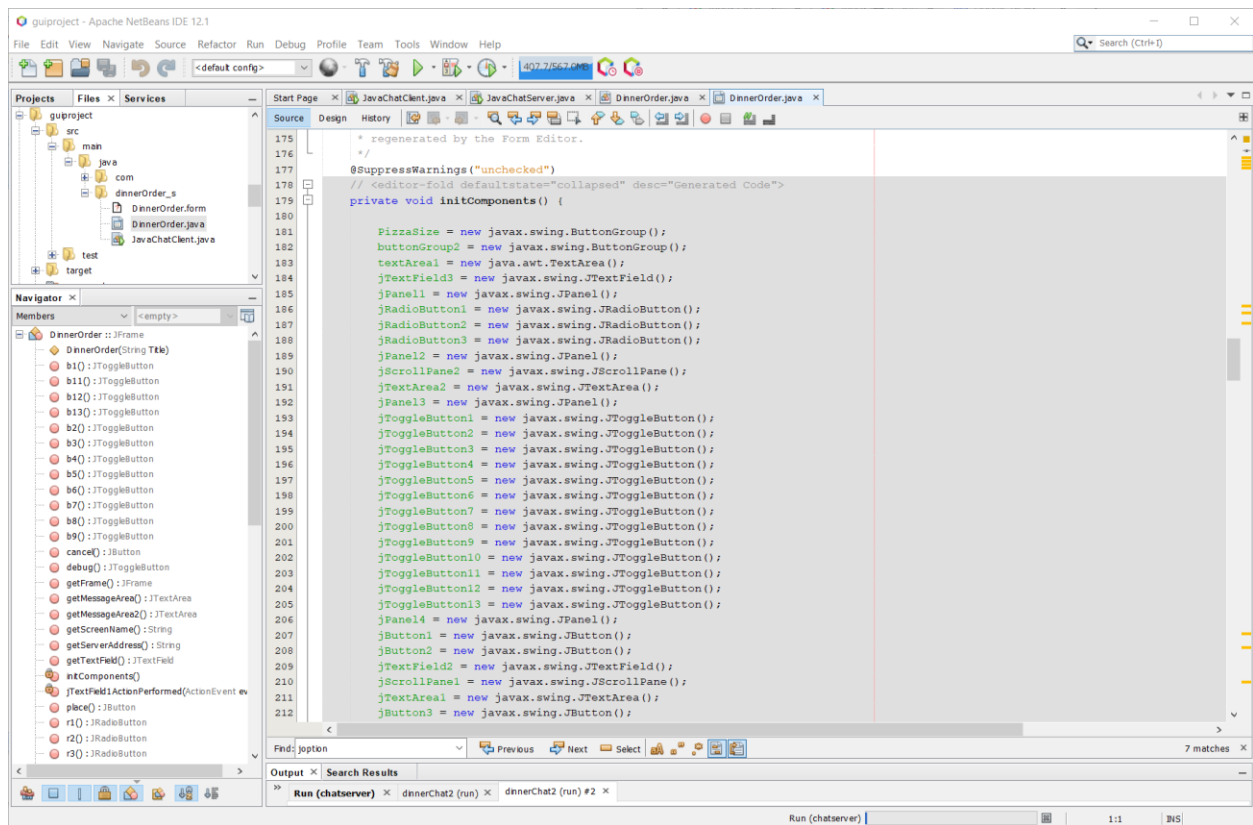 guiproject - Apache NetBeans IDE 12.1
File Edit View Navigate Source Refactor Run Debug Profile Team Tools Window Help
Search (Ctrl+I)
<default config>
407.7/567.0MB
Projects Files Services
guiproject
src
main
java
com
dinnerOrder_s
DinnerOrder.form
DinnerOrder.java
JavaChatClient.java
test
target
Navigator
Members <empty>
DinnerOrder :: JFrame
DinnerOrder(String Title)
b1() : JToggleButton
b11() : JToggleButton
b12() : JToggleButton
b13() : JToggleButton
b2() : JToggleButton
b3() : JToggleButton
b4() : JToggleButton
b5() : JToggleButton
b6() : JToggleButton
b7() : JToggleButton
b8() : JToggleButton
b9() : JToggleButton
cancel() : JButton
debug() : JToggleButton
getFrame() : JFrame
getMessageArea() : JTextArea
getMessageArea2() : JTextArea
getScreenName() : String
getServerAddress() : String
getTextField() : JTextField
initComponents()
jTextField1ActionPerformed(ActionEvent ev
place() : JButton
r1() : JRadioButton
r2() : JRadioButton
r3() : JRadioButton
Start Page JavaChatClient.java JavaChatServer.java DinnerOrder.java DinnerOrder.java
Source Design History
175 * regenerated by the Form Editor.
176 */
177 @SuppressWarnings("unchecked")
178 // <editor-fold defaultstate="collapsed" desc="Generated Code">
179 private void initComponents() {
180
181 PizzaSize = new javax.swing.ButtonGroup();
182 buttonGroup2 = new javax.swing.ButtonGroup();
183 textArea1 = new java.awt.TextArea();
184 jTextField3 = new javax.swing.JTextField();
185 jPanel1 = new javax.swing.JPanel();
186 jRadioButton1 = new javax.swing.JRadioButton();
187 jRadioButton2 = new javax.swing.JRadioButton();
188 jRadioButton3 = new javax.swing.JRadioButton();
189 jPanel2 = new javax.swing.JPanel();
190 jScrollPane2 = new javax.swing.JScrollPane();
191 jTextArea2 = new javax.swing.JTextArea();
192 jPanel3 = new javax.swing.JPanel();
193 jToggleButton1 = new javax.swing.JToggleButton();
194 jToggleButton2 = new javax.swing.JToggleButton();
195 jToggleButton3 = new javax.swing.JToggleButton();
196 jToggleButton4 = new javax.swing.JToggleButton();
197 jToggleButton5 = new javax.swing.JToggleButton();
198 jToggleButton6 = new javax.swing.JToggleButton();
199 jToggleButton7 = new javax.swing.JToggleButton();
200 jToggleButton8 = new javax.swing.JToggleButton();
201 jToggleButton9 = new javax.swing.JToggleButton();
202 jToggleButton10 = new javax.swing.JToggleButton();
203 jToggleButton11 = new javax.swing.JToggleButton();
204 jToggleButton12 = new javax.swing.JToggleButton();
205 jToggleButton13 = new javax.swing.JToggleButton();
206 jPanel4 = new javax.swing.JPanel();
207 jButton1 = new javax.swing.JButton();
208 jButton2 = new javax.swing.JButton();
209 jTextField2 = new javax.swing.JTextField();
210 jScrollPane1 = new javax.swing.JScrollPane();
211 jTextArea1 = new javax.swing.JTextArea();
212 jButton3 = new javax.swing.JButton();
Find: joption Previous Next Select 7 matches
Output Search Results
Run (chatserver) dinnerChat2 (run) dinnerChat2 (run) #2
Run (chatserver) 1:1 INS